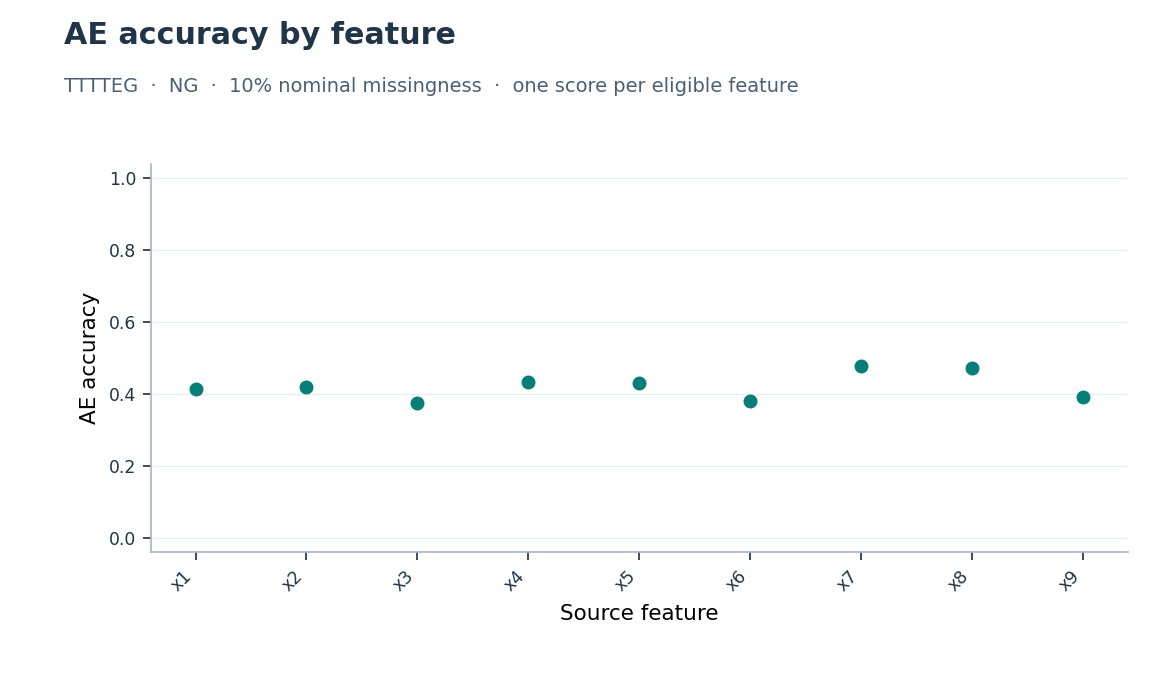 AE accuracy by feature
TTTTEG · NG · 10% nominal missingness · one score per eligible feature
1.0
0.8
0.6
0.4
0.2
0.0
AE accuracy
x1 x2 x3 x4 x5 x6 x7 x8 x9
Source feature